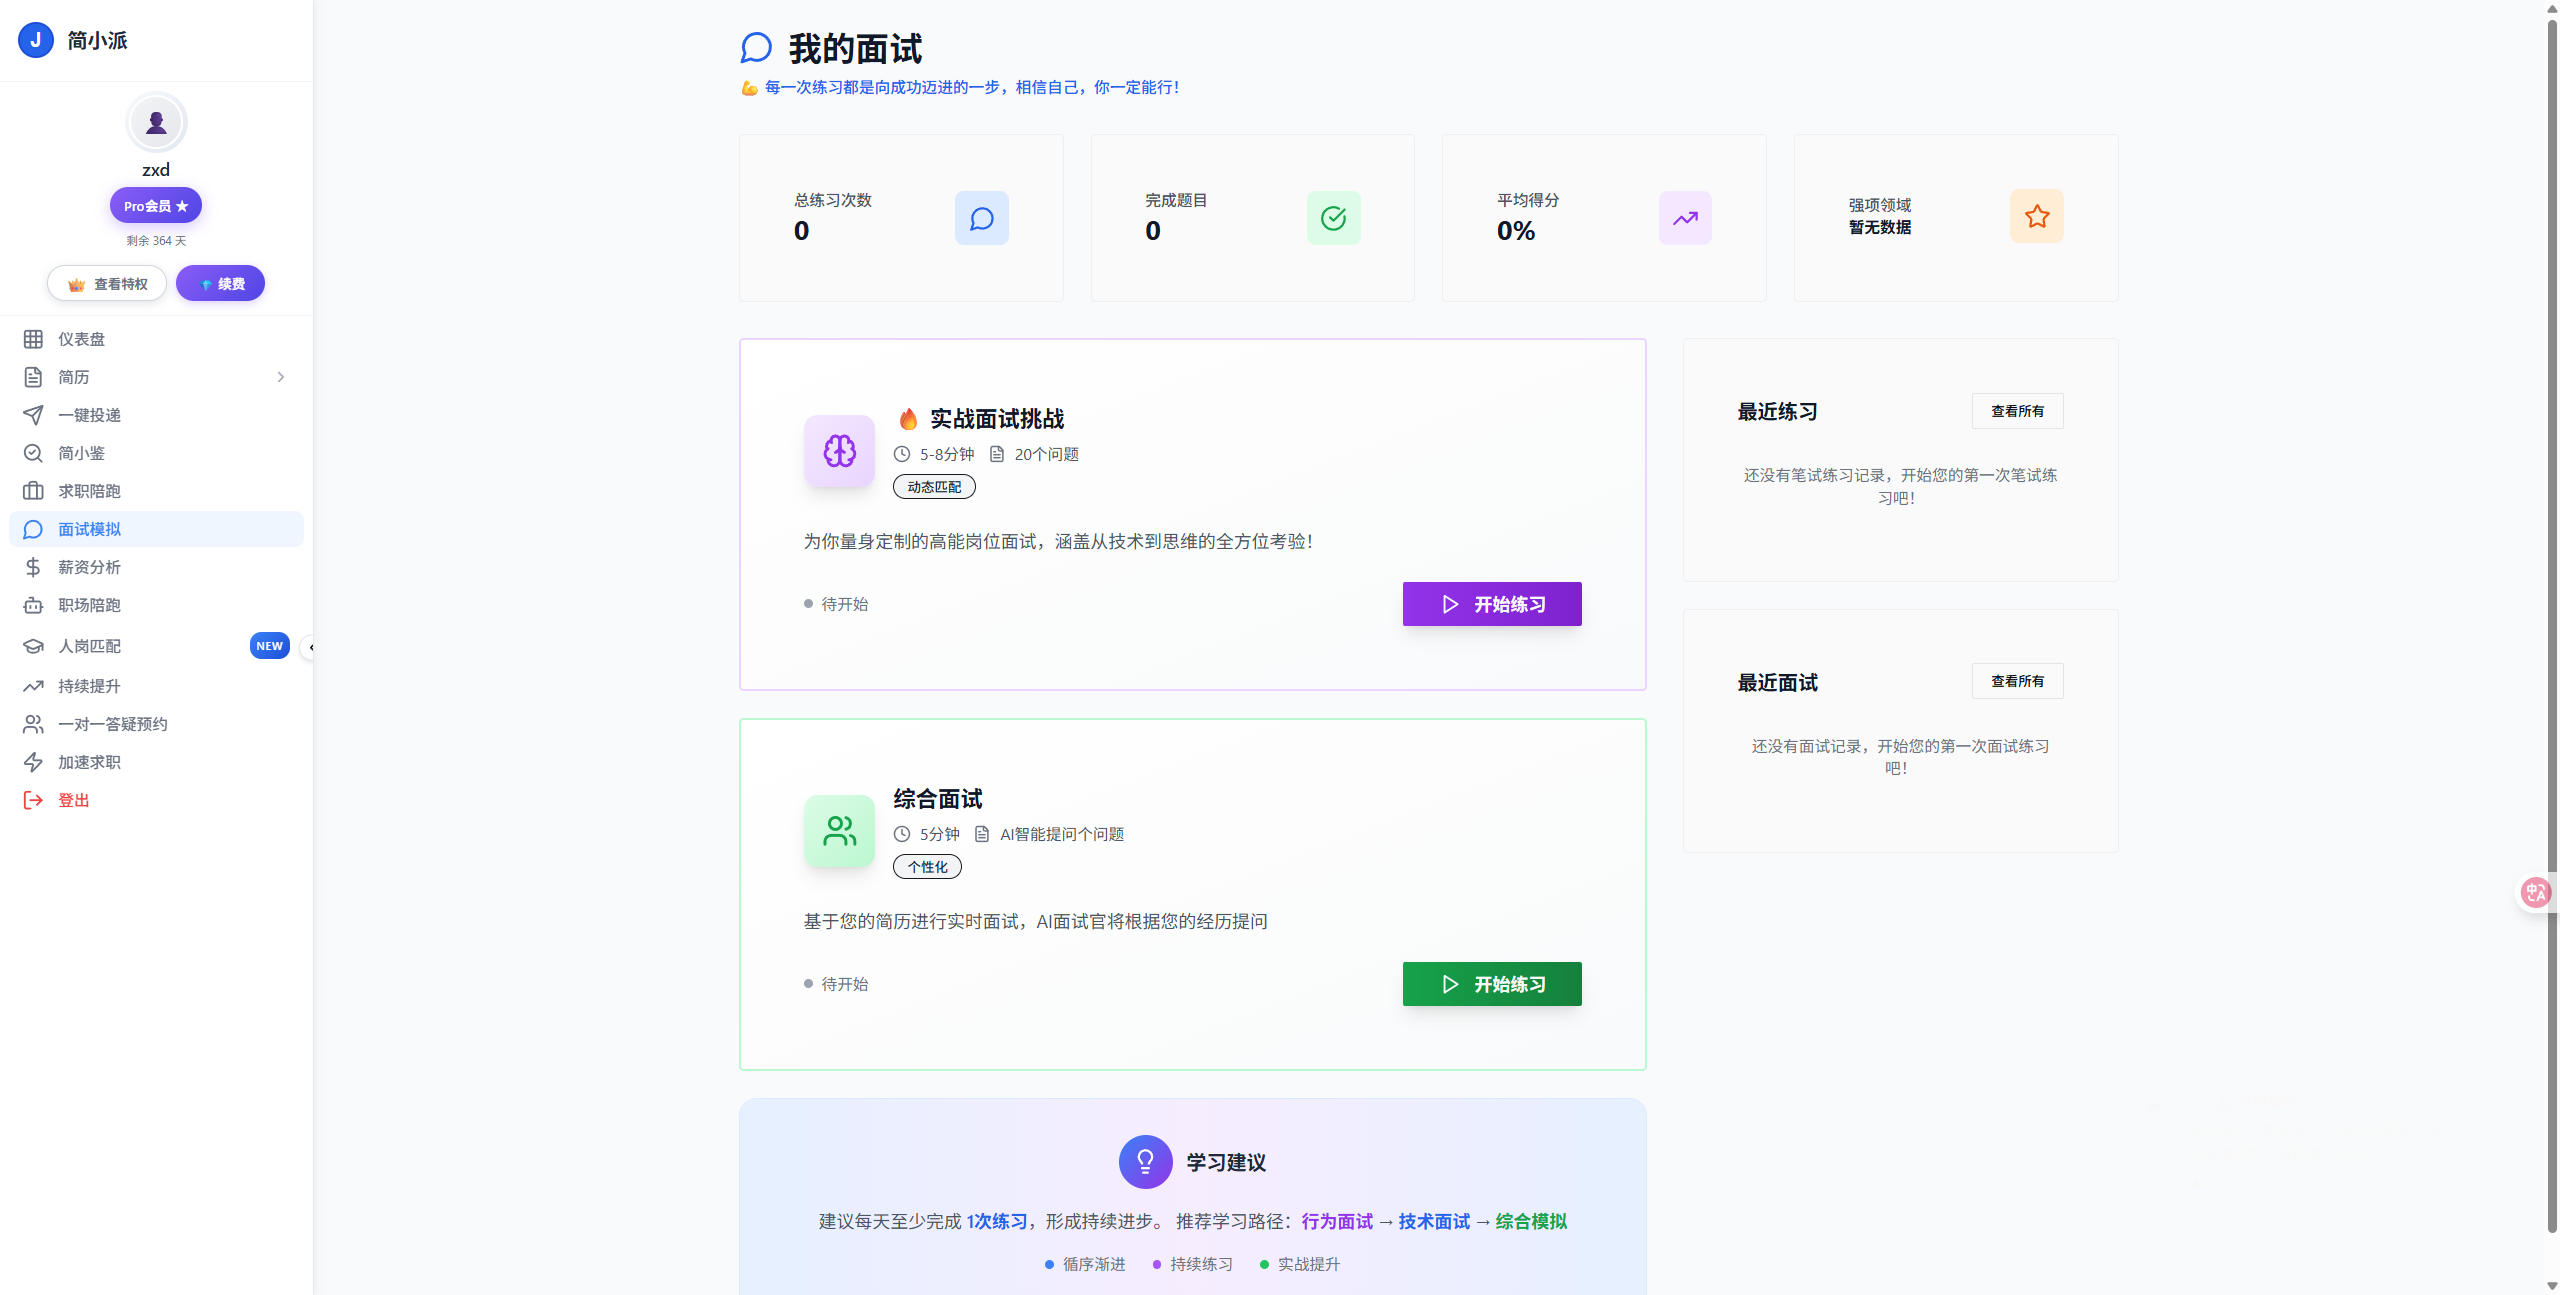 J 简小派
zxd
Pro会员 ★
剩余 364 天
查看特权
续费
仪表盘
简历
一键投递
简小鉴
求职陪跑
面试模拟
薪资分析
职场陪跑
人岗匹配 NEW
持续提升
一对一答疑预约
加速求职
登出
我的面试
💪 每一次练习都是向成功迈进的一步，相信自己，你一定能行！
总练习次数
0
完成题目
0
平均得分
0%
强项领域
暂无数据
🔥 实战面试挑战
5-8分钟 20个问题
动态匹配
为你量身定制的高能岗位面试，涵盖从技术到思维的全方位考验！
待开始
开始练习
综合面试
5分钟 AI智能提问个问题
个性化
基于您的简历进行实时面试，AI面试官将根据您的经历提问
待开始
开始练习
学习建议
建议每天至少完成 1次练习，形成持续进步。 推荐学习路径：行为面试 → 技术面试 → 综合模拟
循序渐进 持续练习 实战提升
最近练习
查看所有
还没有笔试练习记录，开始您的第一次笔试练
习吧！
最近面试
查看所有
还没有面试记录，开始您的第一次面试练习
吧！
中A